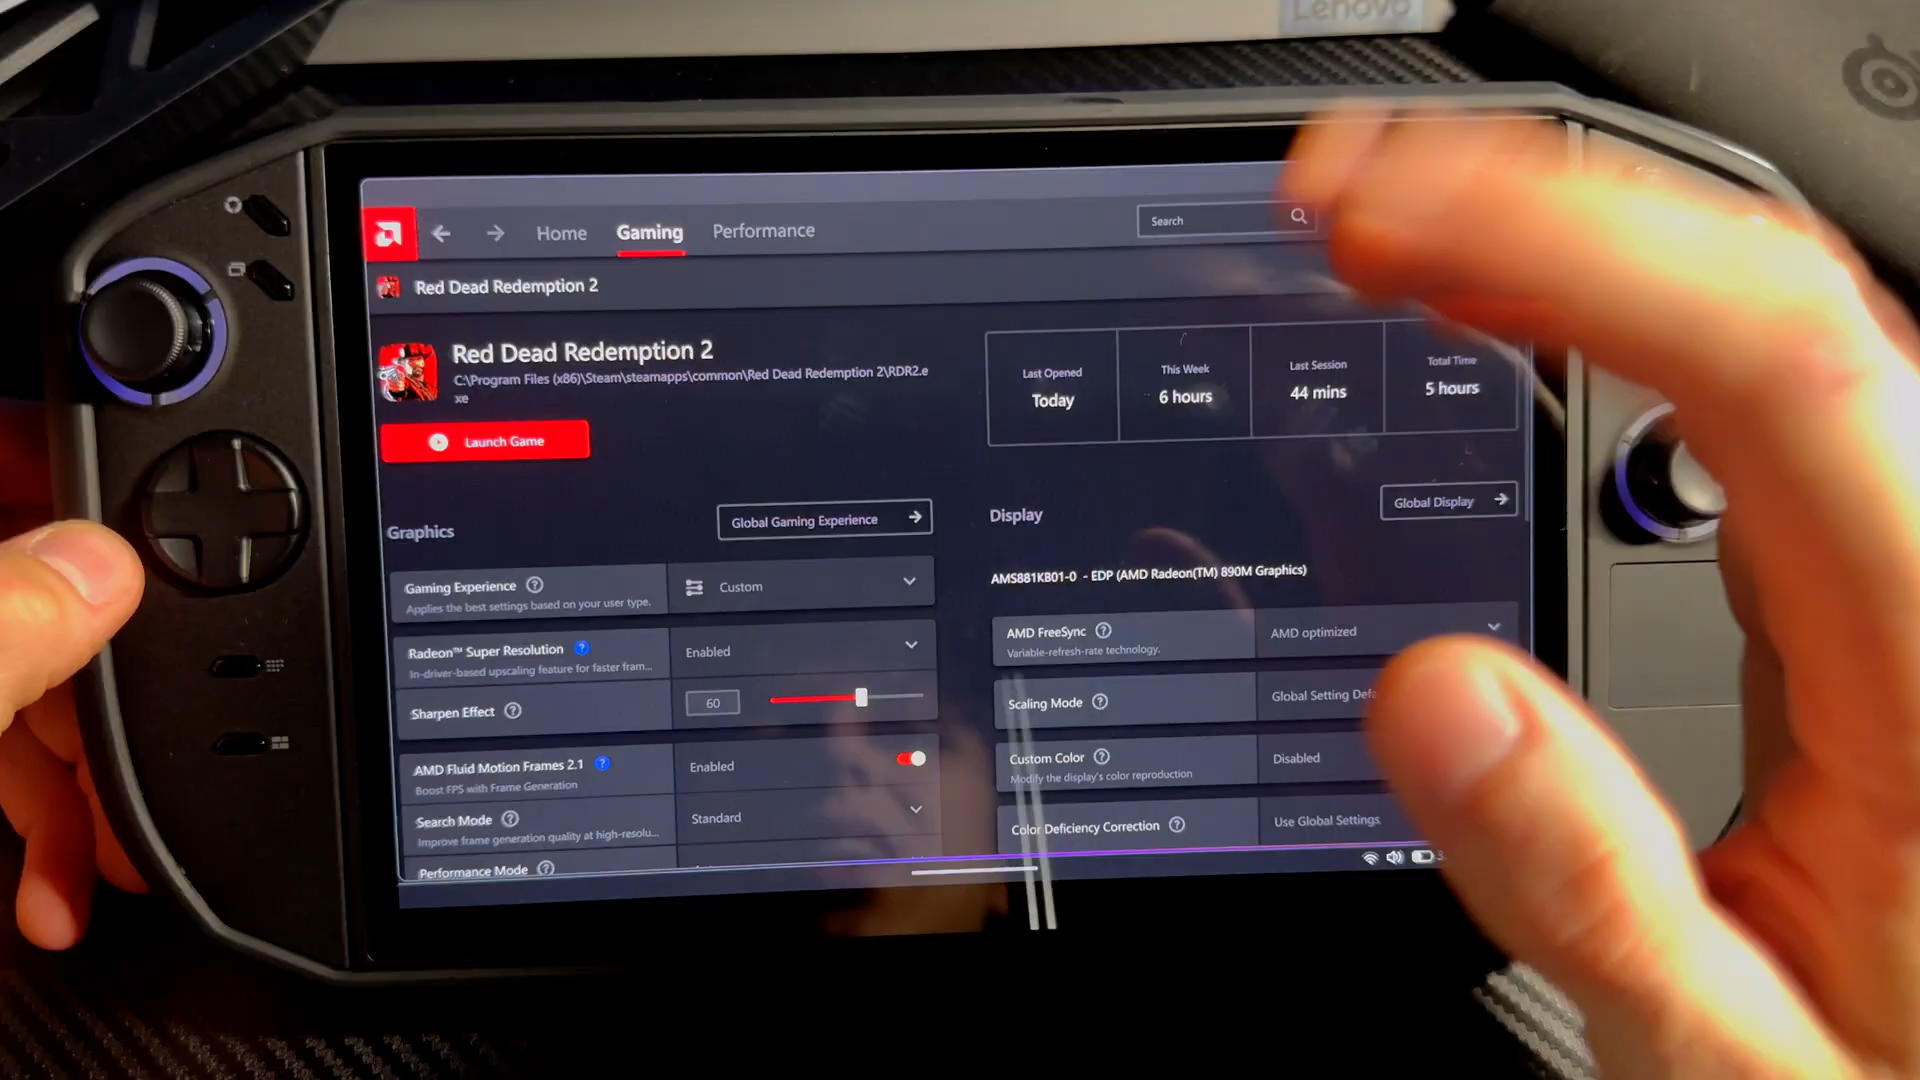 Lenovo
Home
Gaming
Performance
Search
Red Dead Redemption 2
Red Dead Redemption 2
C:\Program Files (x86)\Steam\steamapps\common\Red Dead Redemption 2\RDR2.e
xe
Launch Game
Last Opened
Today
This Week
6 hours
Last Session
44 mins
Total Time
5 hours
Graphics
Global Gaming Experience
Gaming Experience
Applies the best settings based on your user type.
Custom
Radeon™ Super Resolution
In-driver-based upscaling feature for faster fram...
Enabled
Sharpen Effect
60
AMD Fluid Motion Frames 2.1
Boost FPS with Frame Generation
Enabled
Search Mode
Improve frame generation quality at high-resolu...
Standard
Performance Mode
Display
Global Display
AMS881KB01-0 - EDP (AMD Radeon(TM) 890M Graphics)
AMD FreeSync
Variable-refresh-rate technology.
AMD optimized
Scaling Mode
Global Setting
Custom Color
Modify the display's color reproduction
Disabled
Color Deficiency Correction
Use Global Settings